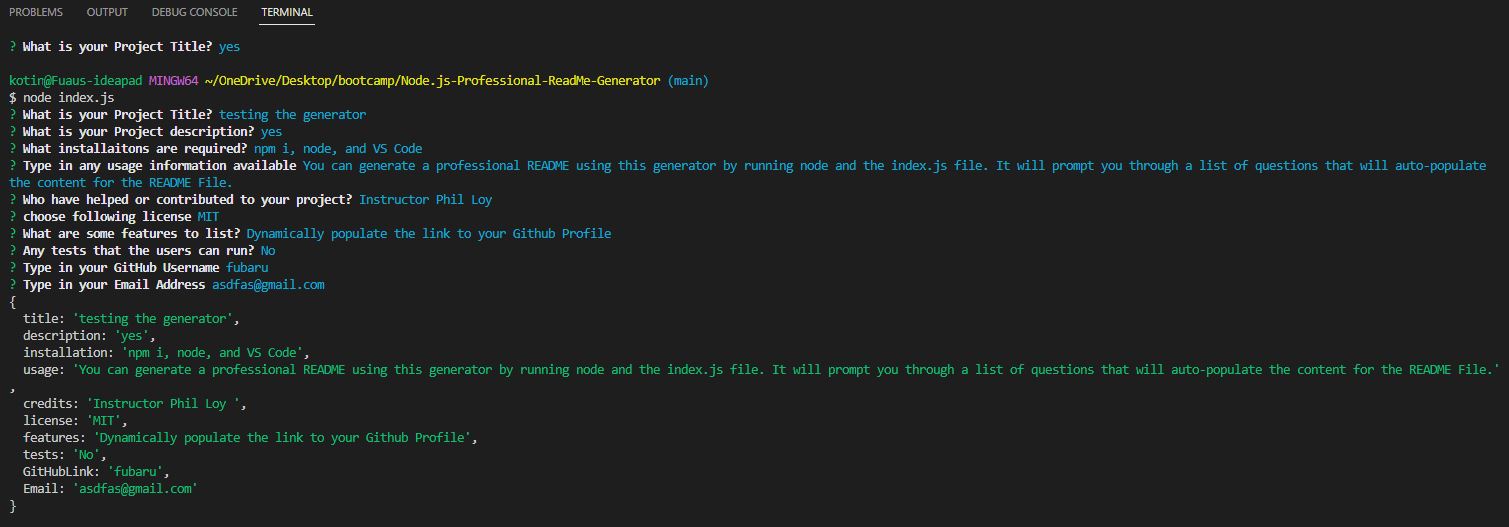 PROBLEMS OUTPUT DEBUG CONSOLE TERMINAL
? What is your Project Title? yes
kotin@Fuaus-ideapad MINGW64 ~/OneDrive/Desktop/bootcamp/Node.js-Professional-ReadMe-Generator (main)
$ node index.js
? What is your Project Title? testing the generator
? What is your Project description? yes
? What installaitons are required? npm i, node, and VS Code
? Type in any usage information available You can generate a professional README using this generator by running node and the index.js file. It will prompt you through a list of questions that will auto-populate
the content for the README File.
? Who have helped or contributed to your project? Instructor Phil Loy
? choose following license MIT
? What are some features to list? Dynamically populate the link to your Github Profile
? Any tests that the users can run? No
? Type in your GitHub Username fubaru
? Type in your Email Address asdfas@gmail.com
{
  title: 'testing the generator',
  description: 'yes',
  installation: 'npm i, node, and VS Code',
  usage: 'You can generate a professional README using this generator by running node and the index.js file. It will prompt you through a list of questions that will auto-populate the content for the README File.'
,
  credits: 'Instructor Phil Loy ',
  license: 'MIT',
  features: 'Dynamically populate the link to your Github Profile',
  tests: 'No',
  GitHubLink: 'fubaru',
  Email: 'asdfas@gmail.com'
}